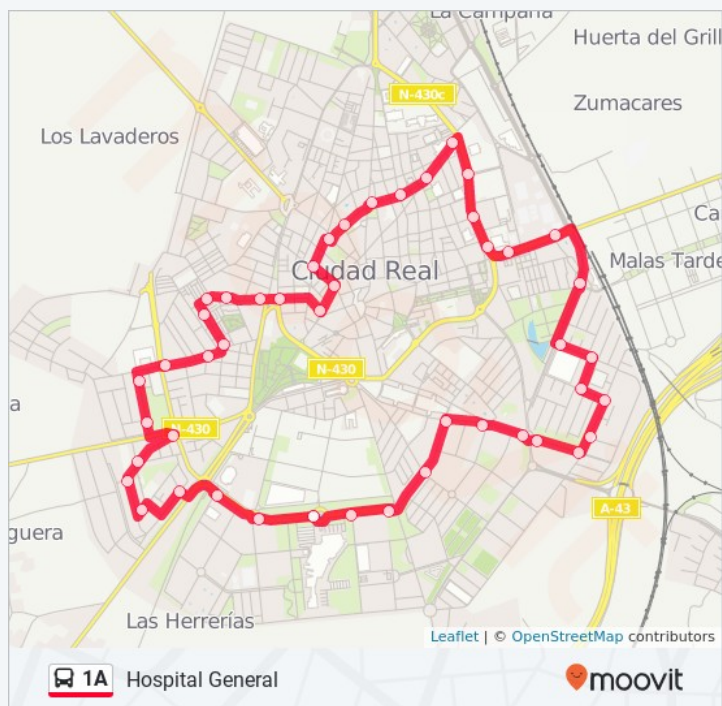 La Campana
Huerta del Grill
N-430c
Zumacares
Los Lavaderos
Ca
Ciudad Real
Malas Tarde
N-430
a
N-430
A-43
guera
Las Herrerías
Leaflet | © OpenStreetMap contributors
1A Hospital General
moovit